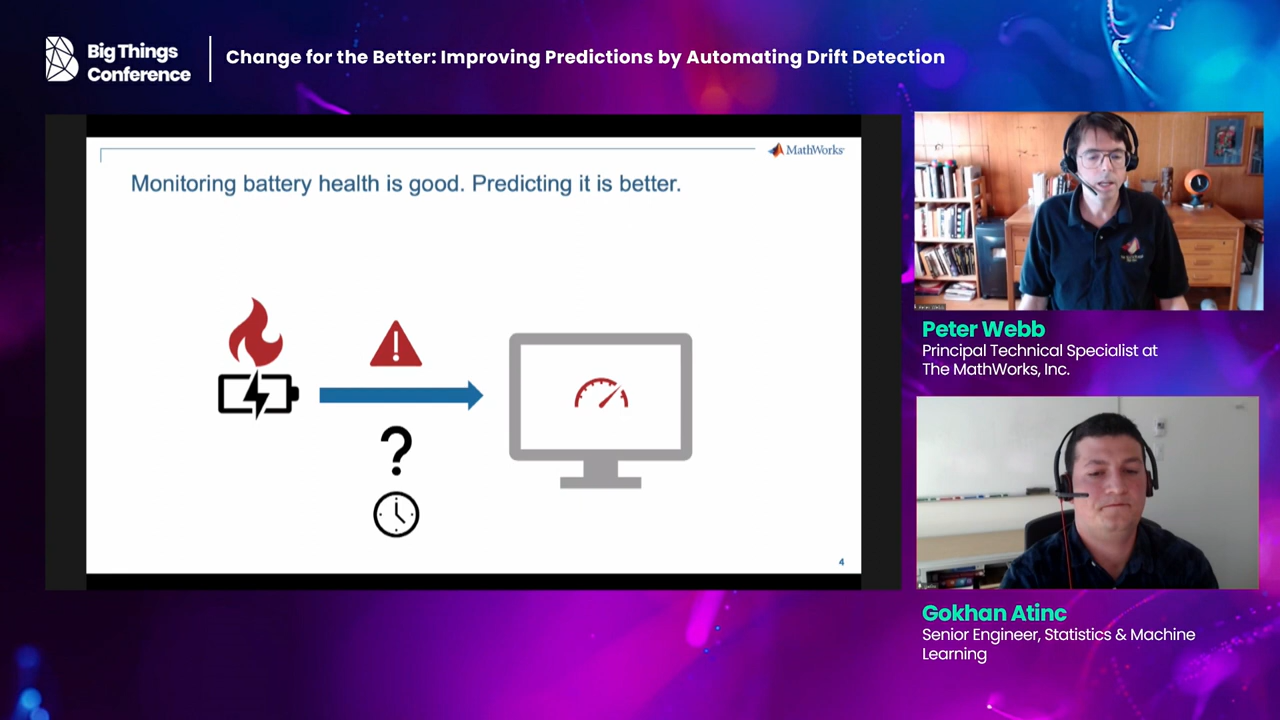 Big Things
Conference
Change for the Better: Improving Predictions by Automating Drift Detection
MathWorks
Monitoring battery health is good. Predicting it is better.
!
?
4
Peter Webb
Principal Technical Specialist at
The MathWorks, Inc.
Gokhan Atinc
Senior Engineer, Statistics & Machine
Learning